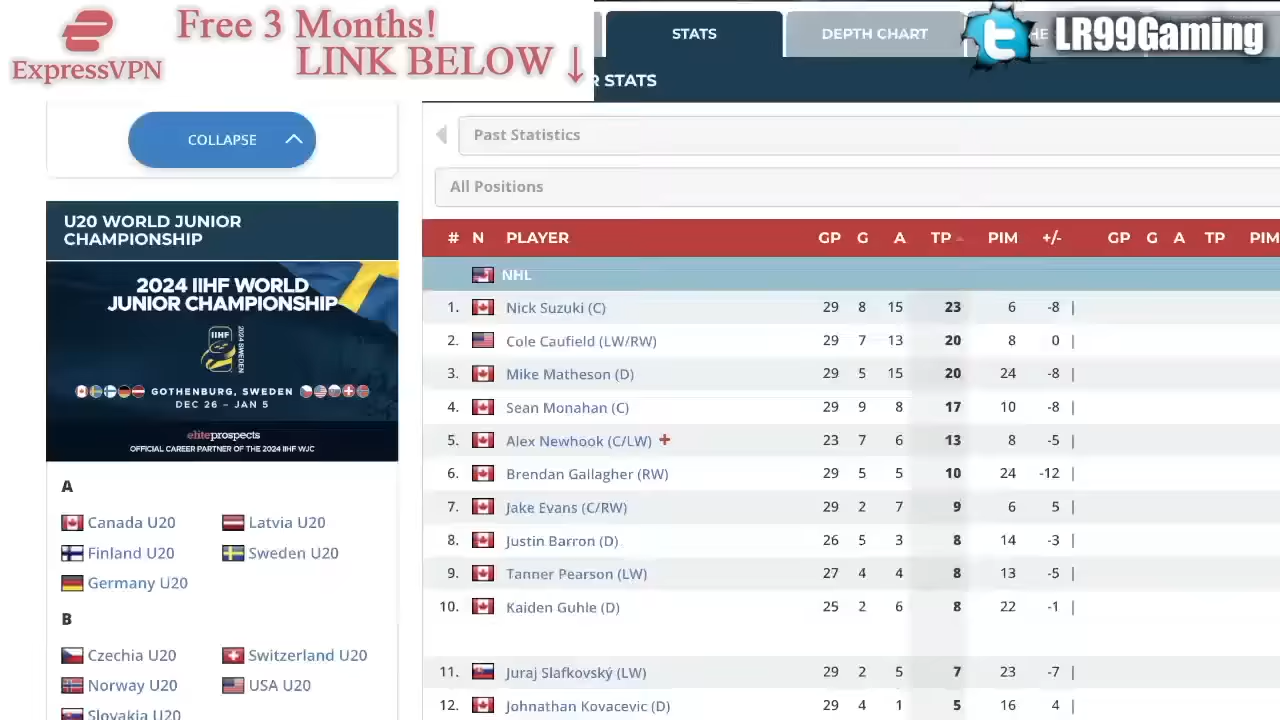 ExpressVPN
Free 3 Months!
LINK BELOW ↓
STATS
DEPTH CHART
LR99Gaming
R STATS
COLLAPSE
Past Statistics
All Positions
U20 WORLD JUNIOR
CHAMPIONSHIP
2024 IIHF WORLD
JUNIOR CHAMPIONSHIP
IIHF
2024 SWEDEN
GOTHENBURG, SWEDEN
DEC 26 – JAN 5
eliteprospects
OFFICIAL CAREER PARTNER OF THE 2024 IIHF WJC
A
Canada U20 Latvia U20
Finland U20 Sweden U20
Germany U20
B
Czechia U20 Switzerland U20
Norway U20 USA U20
Slovakia U20
# N PLAYER GP G A TP PIM +/- GP G A TP PIM
NHL
1. Nick Suzuki (C) 29 8 15 23 6 -8 |
2. Cole Caufield (LW/RW) 29 7 13 20 8 0 |
3. Mike Matheson (D) 29 5 15 20 24 -8 |
4. Sean Monahan (C) 29 9 8 17 10 -8 |
5. Alex Newhook (C/LW) + 23 7 6 13 8 -5 |
6. Brendan Gallagher (RW) 29 5 5 10 24 -12 |
7. Jake Evans (C/RW) 29 2 7 9 6 5 |
8. Justin Barron (D) 26 5 3 8 14 -3 |
9. Tanner Pearson (LW) 27 4 4 8 13 -5 |
10. Kaiden Guhle (D) 25 2 6 8 22 -1 |
11. Juraj Slafkovský (LW) 29 2 5 7 23 -7 |
12. Johnathan Kovacevic (D) 29 4 1 5 16 4 |